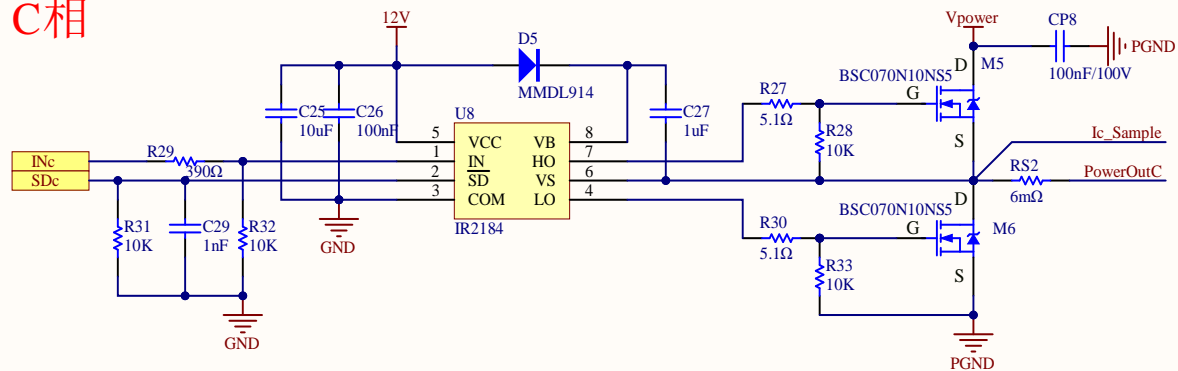 C相
12V
Vpower
CP8
PGND
100nF/100V
D5
MMDL914
D
M5
BSC070N10NS5
G
S
R27
5.1Ω
R28
10K
C25
10uF
C26
100nF
C27
1uF
U8
5
VCC
VB
8
1
IN
HO
7
2
SD
VS
6
3
COM
LO
4
IR2184
INc
SDc
R29
390Ω
Ic_Sample
RS2
6mΩ
PowerOutC
R31
10K
C29
1nF
R32
10K
GND
GND
R30
5.1Ω
R33
10K
BSC070N10NS5
G
D
M6
S
PGND